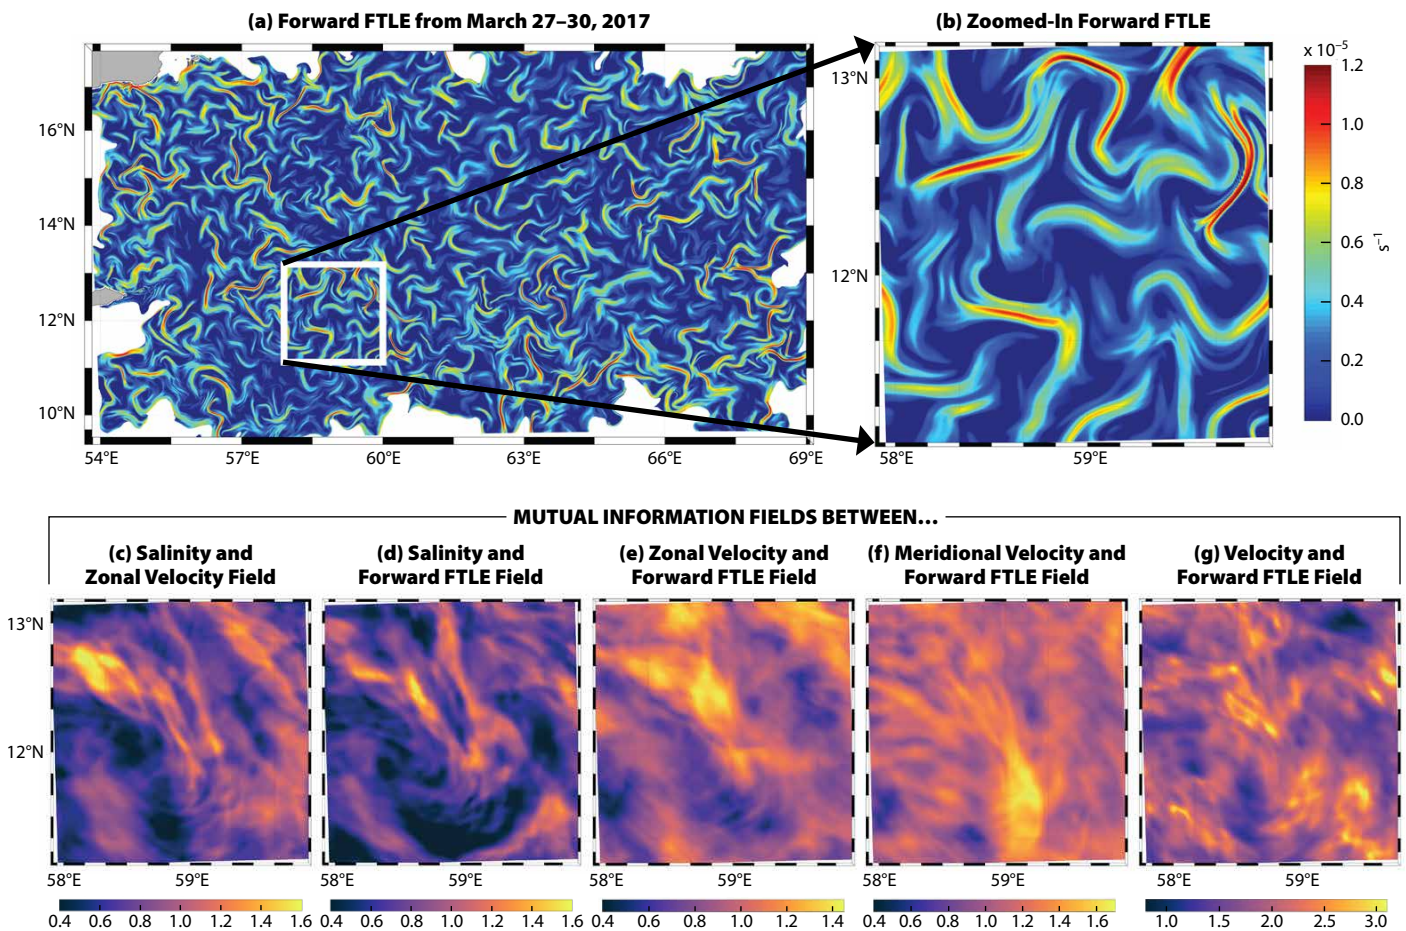 (a) Forward FTLE from March 27–30, 2017
(b) Zoomed-In Forward FTLE
x 10⁻⁵
1.2
1.0
0.8
0.6
0.4
0.2
0.0
s⁻¹
16°N
14°N
12°N
10°N
54°E 57°E 60°E 63°E 66°E 69°E
13°N
12°N
58°E 59°E
MUTUAL INFORMATION FIELDS BETWEEN...
(c) Salinity and
Zonal Velocity Field
(d) Salinity and
Forward FTLE Field
(e) Zonal Velocity and
Forward FTLE Field
(f) Meridional Velocity and
Forward FTLE Field
(g) Velocity and
Forward FTLE Field
13°N
12°N
58°E 59°E
58°E 59°E
58°E 59°E
58°E 59°E
58°E 59°E
0.4 0.6 0.8 1.0 1.2 1.4 1.6
0.4 0.6 0.8 1.0 1.2 1.4 1.6
0.4 0.6 0.8 1.0 1.2 1.4
0.4 0.6 0.8 1.0 1.2 1.4 1.6
1.0 1.5 2.0 2.5 3.0